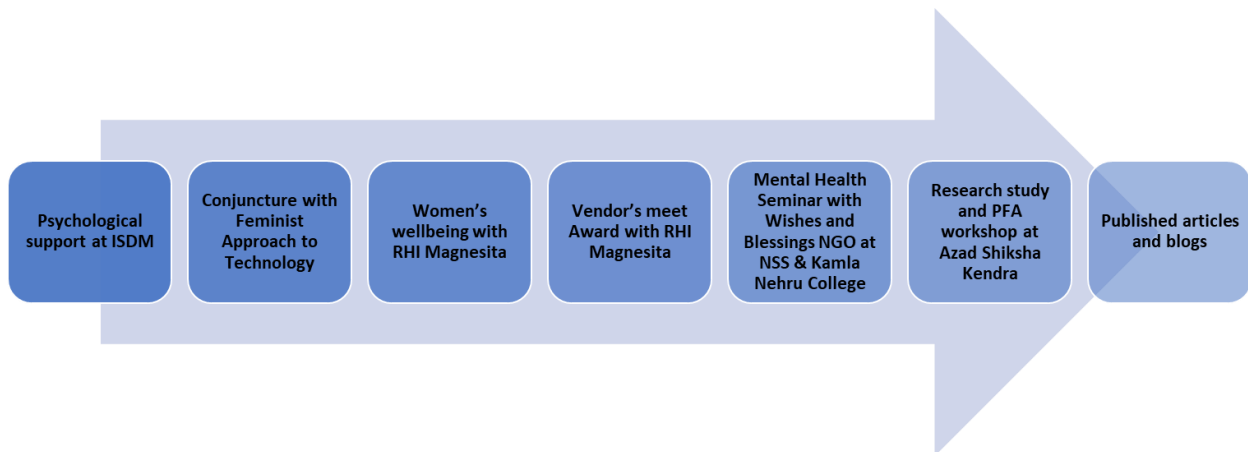 Psychological
support at ISDM
Conjuncture with
Feminist
Approach to
Technology
Women's
wellbeing with
RHI Magnesita
Vendor's meet
Award with RHI
Magnesita
Mental Health
Seminar with
Wishes and
Blessings NGO at
NSS & Kamla
Nehru College
Research study
and PFA
workshop at
Azad Shiksha
Kendra
Published articles
and blogs